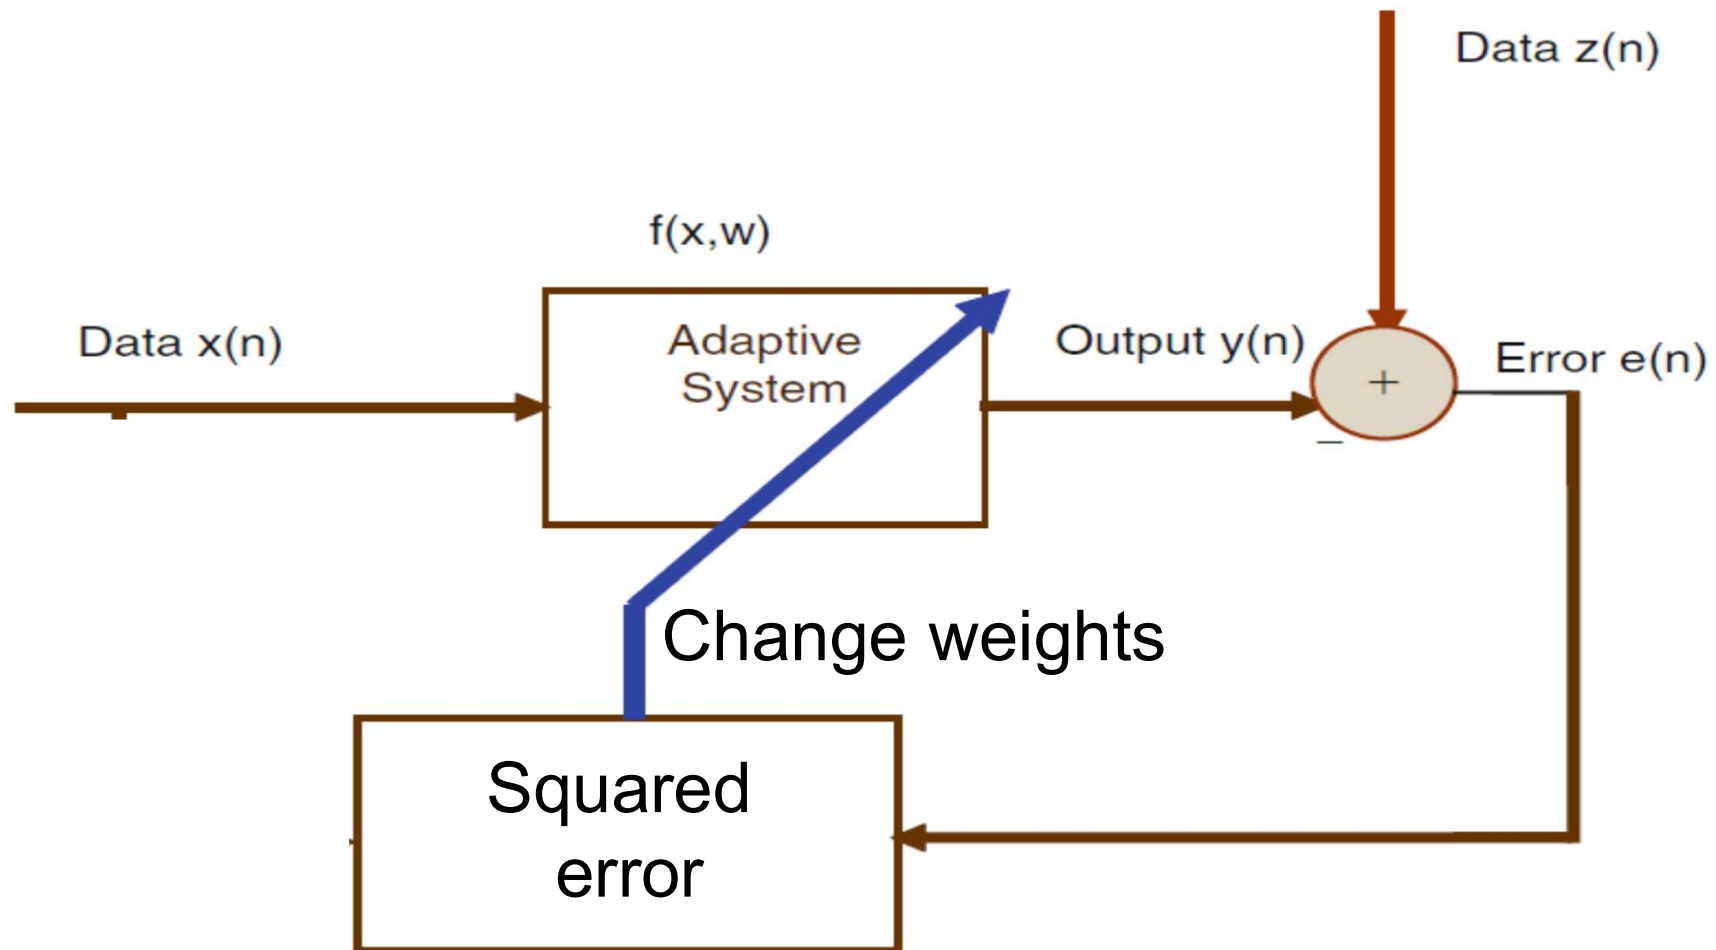 Data z(n)
f(x,w)
Data x(n)
Adaptive
System
Output y(n)
+
Error e(n)
–
Change weights
Squared
error